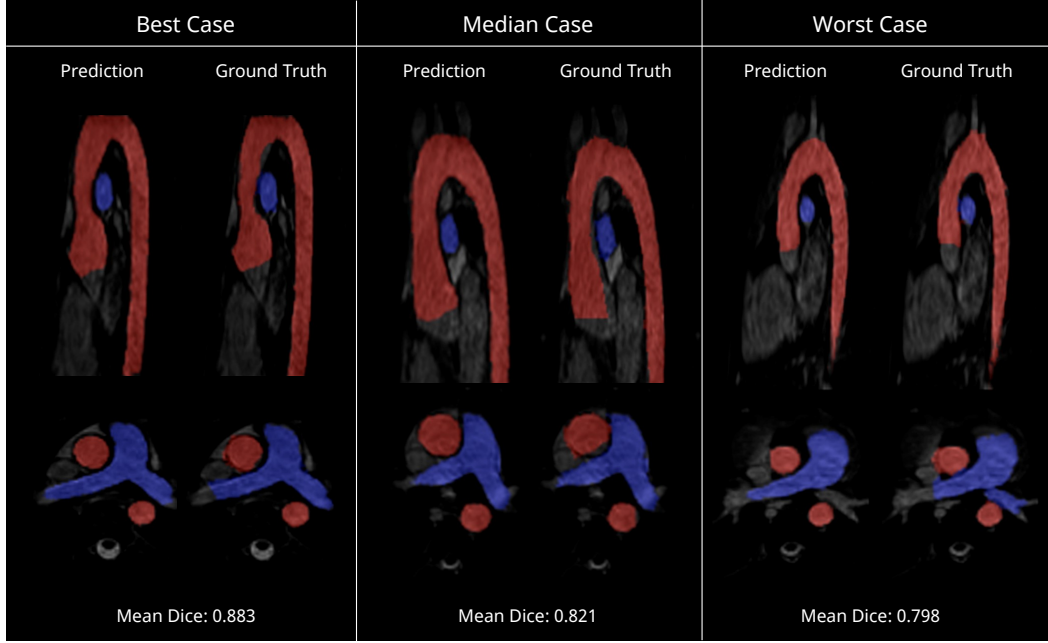 Best Case
Median Case
Worst Case
Prediction
Ground Truth
Prediction
Ground Truth
Prediction
Ground Truth
Mean Dice: 0.883
Mean Dice: 0.821
Mean Dice: 0.798